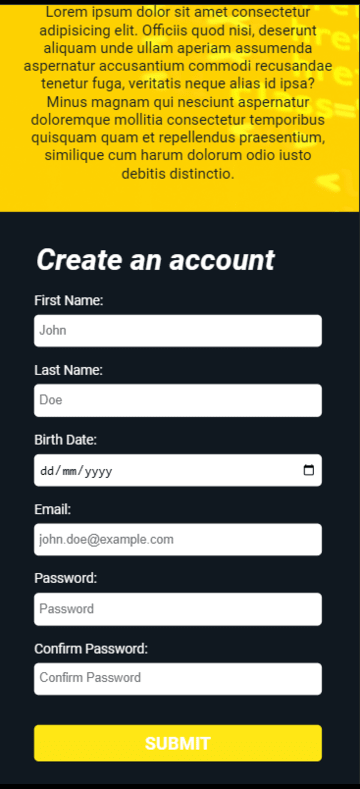 Lorem ipsum dolor sit amet consectetur
adipisicing elit. Officiis quod nisi, deserunt
aliquam unde ullam aperiam assumenda
aspernatur accusantium commodi recusandae
tenetur fuga, veritatis neque alias id ipsa?
Minus magnam qui nesciunt aspernatur
doloremque mollitia consectetur temporibus
quisquam quam et repellendus praesentium,
similique cum harum dolorum odio iusto
debitis distinctio.
Create an account
First Name:
John
Last Name:
Doe
Birth Date:
dd/mm/yyyy
Email:
john.doe@example.com
Password:
Password
Confirm Password:
Confirm Password
SUBMIT